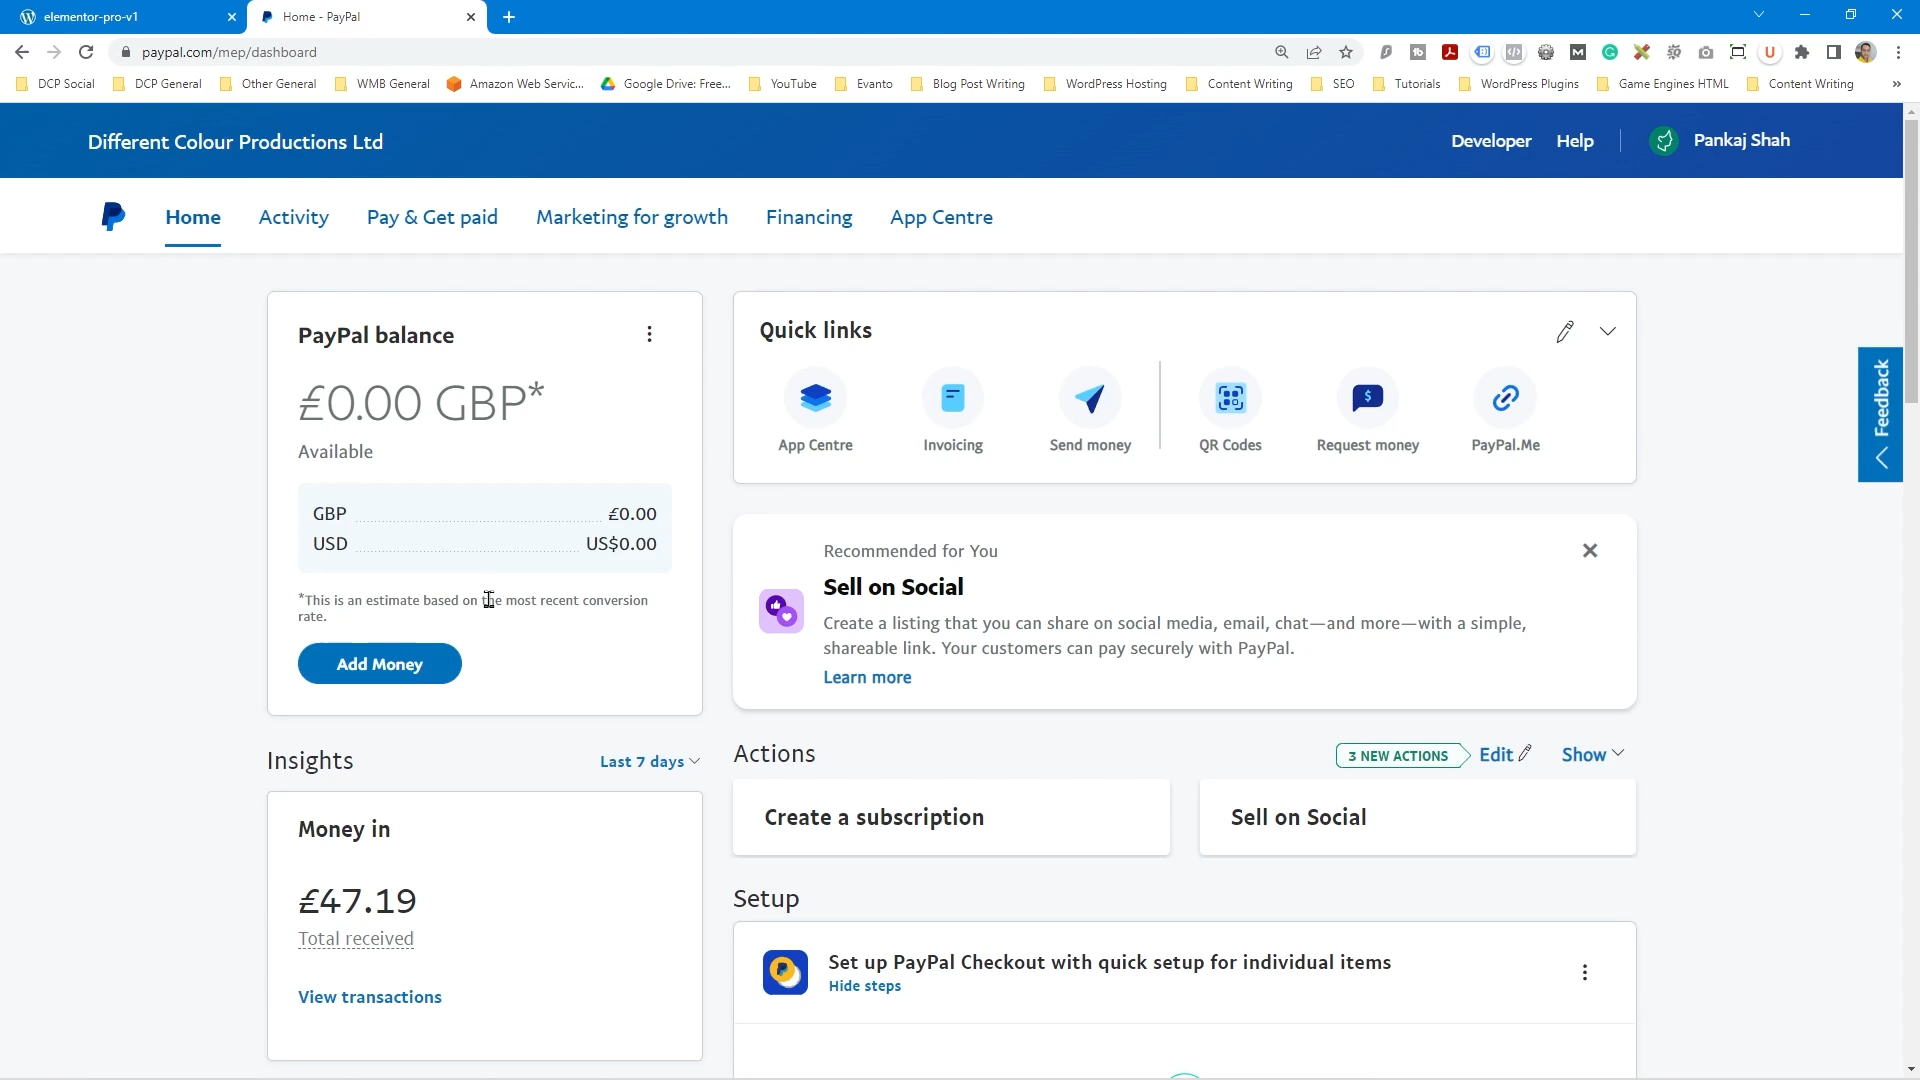 elementor-pro-v1
Home - PayPal
paypal.com/mep/dashboard
DCP Social
DCP General
Other General
WMB General
Amazon Web Servic...
Google Drive: Free...
YouTube
Evanto
Blog Post Writing
WordPress Hosting
Content Writing
SEO
Tutorials
WordPress Plugins
Game Engines HTML
Content Writing
»
Different Colour Productions Ltd
Developer
Help
Pankaj Shah
Home
Activity
Pay & Get paid
Marketing for growth
Financing
App Centre
PayPal balance
£0.00 GBP*
Available
GBP £0.00
USD US$0.00
*This is an estimate based on the most recent conversion
rate.
Add Money
Quick links
App Centre
Invoicing
Send money
QR Codes
Request money
PayPal.Me
Feedback
Recommended for You
Sell on Social
Create a listing that you can share on social media, email, chat—and more—with a simple,
shareable link. Your customers can pay securely with PayPal.
Learn more
Insights
Last 7 days
Money in
£47.19
Total received
View transactions
Actions
3 NEW ACTIONS
Edit
Show
Create a subscription
Sell on Social
Setup
Set up PayPal Checkout with quick setup for individual items
Hide steps